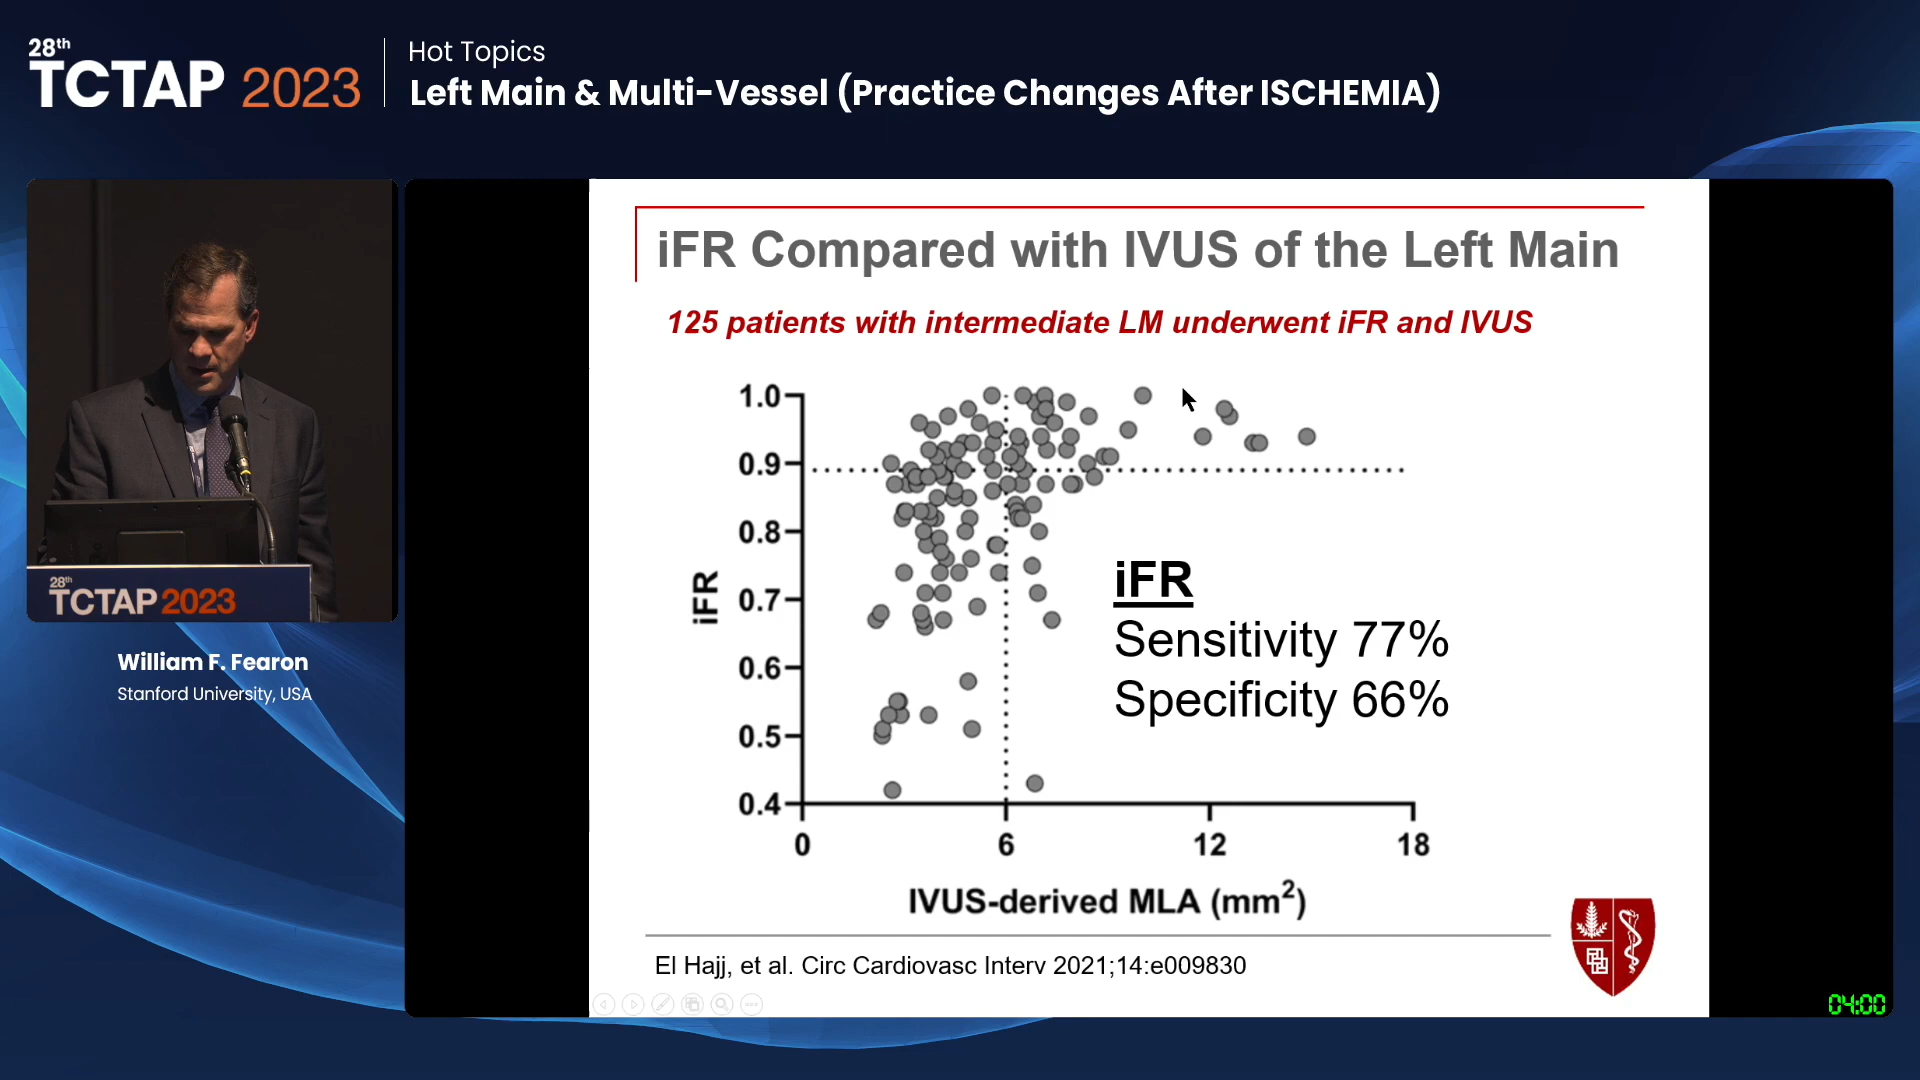 28th
TCTAP 2023
Hot Topics
Left Main & Multi-Vessel (Practice Changes After ISCHEMIA)
28th
TCTAP 2023
William F. Fearon
Stanford University, USA
iFR Compared with IVUS of the Left Main
125 patients with intermediate LM underwent iFR and IVUS
iFR
1.0
0.9
0.8
0.7
0.6
0.5
0.4
0 6 12 18
IVUS-derived MLA (mm²)
iFR
Sensitivity 77%
Specificity 66%
El Hajj, et al. Circ Cardiovasc Interv 2021;14:e009830
04:00